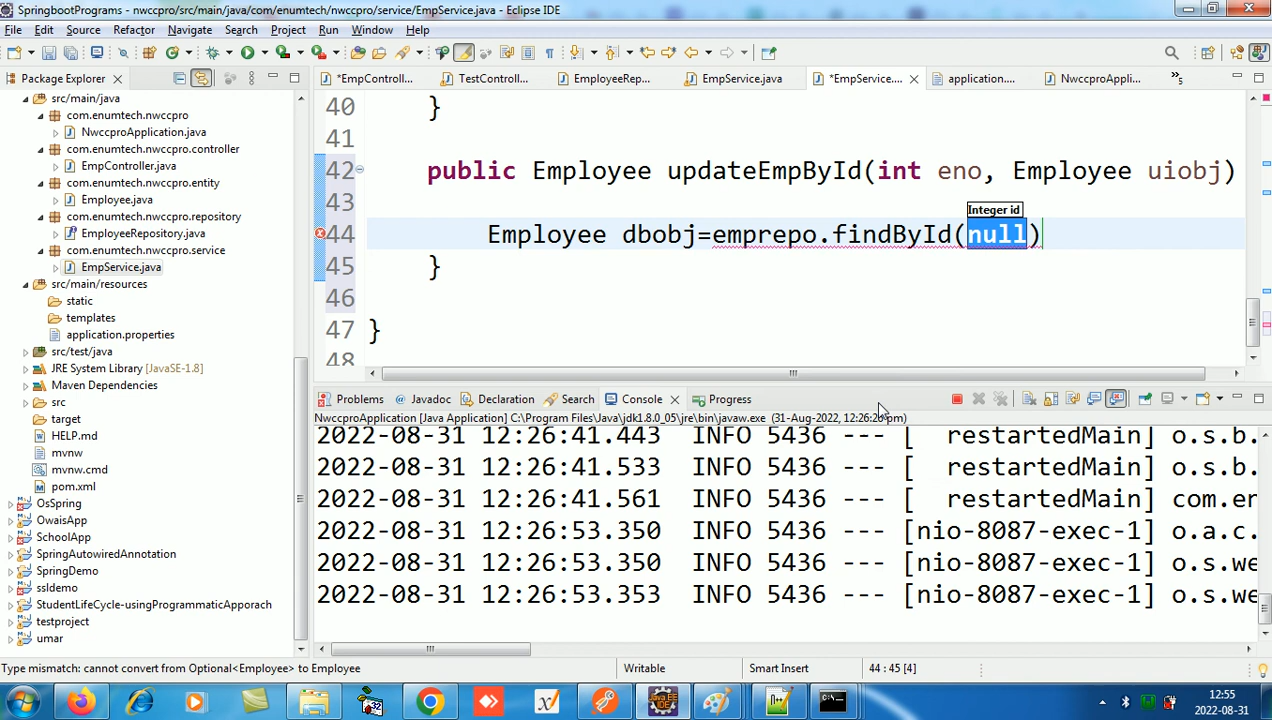 SpringbootPrograms - nwccpro/src/main/java/com/enumtech/nwccpro/service/EmpService.java - Eclipse IDE
File Edit Source Refactor Navigate Search Project Run Window Help
Package Explorer
*EmpControll... TestControll... EmployeeRep... EmpService.java *EmpService.... application.... NwccproAppli... »5
src/main/java
com.enumtech.nwccpro
NwccproApplication.java
com.enumtech.nwccpro.controller
EmpController.java
com.enumtech.nwccpro.entity
Employee.java
com.enumtech.nwccpro.repository
EmployeeRepository.java
com.enumtech.nwccpro.service
EmpService.java
src/main/resources
static
templates
application.properties
src/test/java
JRE System Library [JavaSE-1.8]
Maven Dependencies
src
target
HELP.md
mvnw
mvnw.cmd
pom.xml
OsSpring
OwaisApp
SchoolApp
SpringAutowiredAnnotation
SpringDemo
ssldemo
StudentLifeCycle-usingProgrammaticApporach
testproject
umar
40 }
41
42 public Employee updateEmpById(int eno, Employee uiobj)
43
Integer id
44 Employee dbobj=emprepo.findById(null)
45 }
46
47 }
48
Problems Javadoc Declaration Search Console Progress
NwccproApplication [Java Application] C:\Program Files\Java\jdk1.8.0_05\jre\bin\javaw.exe (31-Aug-2022, 12:26:20 pm)
2022-08-31 12:26:41.443 INFO 5436 --- [ restartedMain] o.s.b.
2022-08-31 12:26:41.533 INFO 5436 --- [ restartedMain] o.s.b.
2022-08-31 12:26:41.561 INFO 5436 --- [ restartedMain] com.en
2022-08-31 12:26:53.350 INFO 5436 --- [nio-8087-exec-1] o.a.c.
2022-08-31 12:26:53.350 INFO 5436 --- [nio-8087-exec-1] o.s.we
2022-08-31 12:26:53.353 INFO 5436 --- [nio-8087-exec-1] o.s.we
Type mismatch: cannot convert from Optional<Employee> to Employee Writable Smart Insert 44 : 45 [4]
12:55
2022-08-31